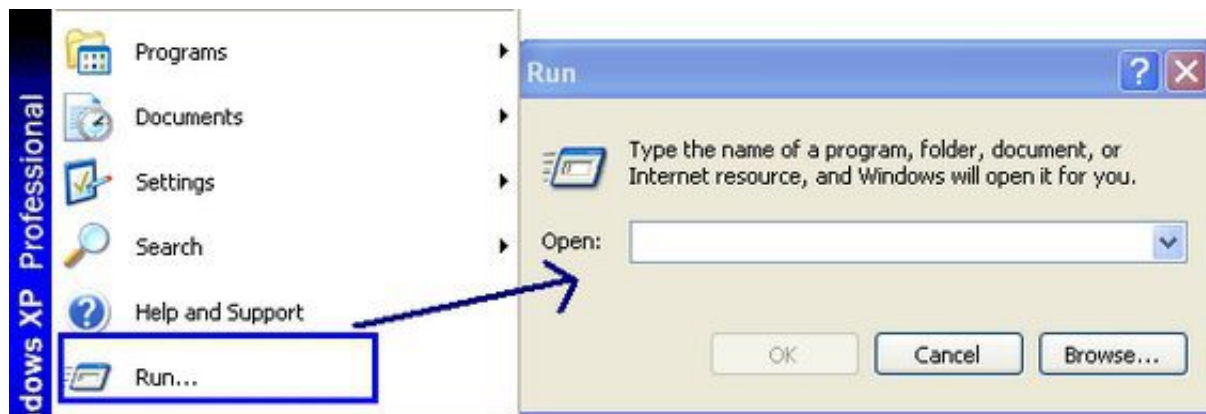 dows XP Professional
Programs
Documents
Settings
Search
Help and Support
Run...
Run
Type the name of a program, folder, document, or
Internet resource, and Windows will open it for you.
Open:
OK
Cancel
Browse...